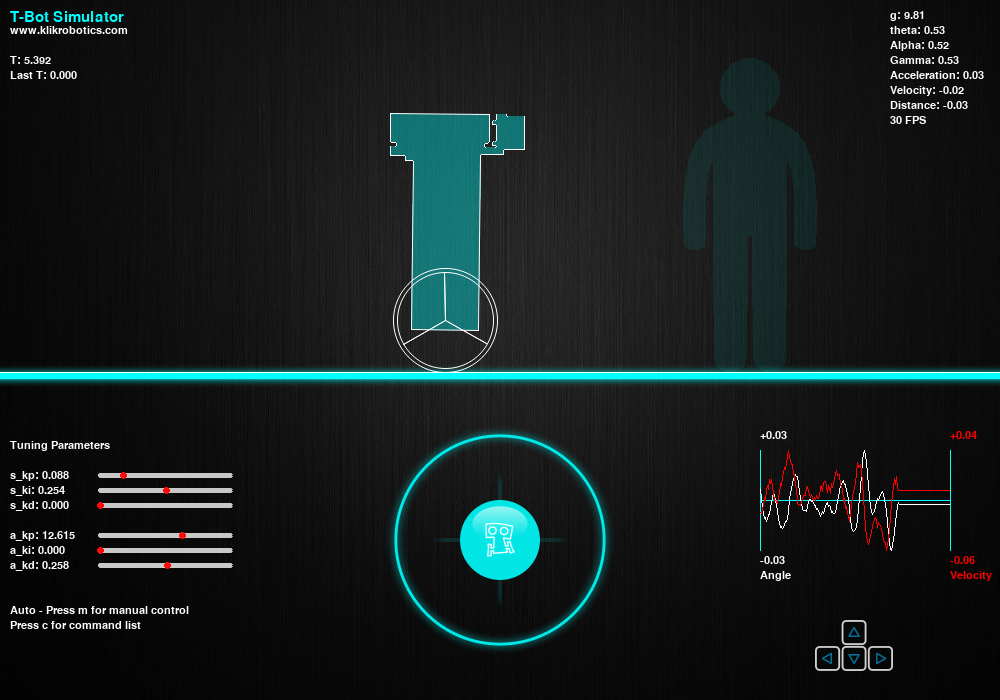 T-Bot Simulator
www.klikrobotics.com
T: 5.392
Last T: 0.000
g: 9.81
theta: 0.53
Alpha: 0.52
Gamma: 0.53
Acceleration: 0.03
Velocity: -0.02
Distance: -0.03
30 FPS
Tuning Parameters
s_kp: 0.088
s_ki: 0.254
s_kd: 0.000
a_kp: 12.615
a_ki: 0.000
a_kd: 0.258
Auto - Press m for manual control
Press c for command list
+0.03
+0.04
-0.03
-0.06
Angle
Velocity